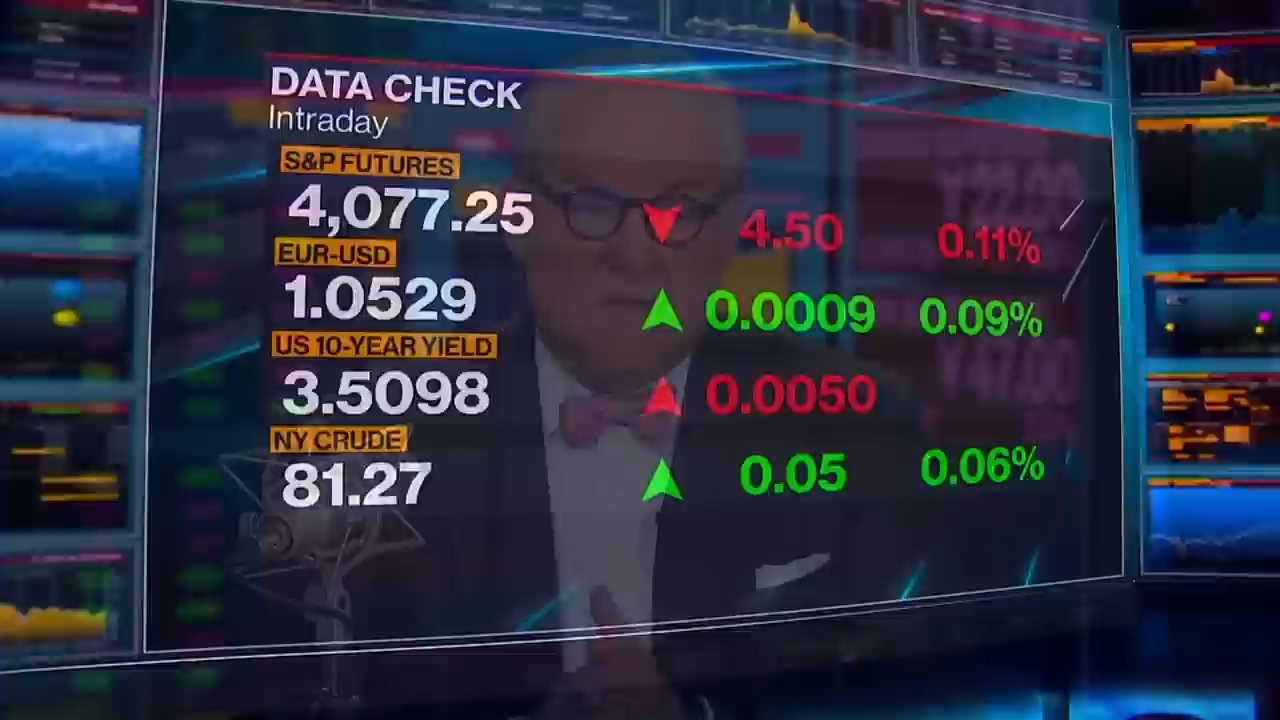 DATA CHECK
Intraday
S&P FUTURES
4,077.25 4.50 0.11%
EUR-USD
1.0529 0.0009 0.09%
US 10-YEAR YIELD
3.5098 0.0050
NY CRUDE
81.27 0.05 0.06%